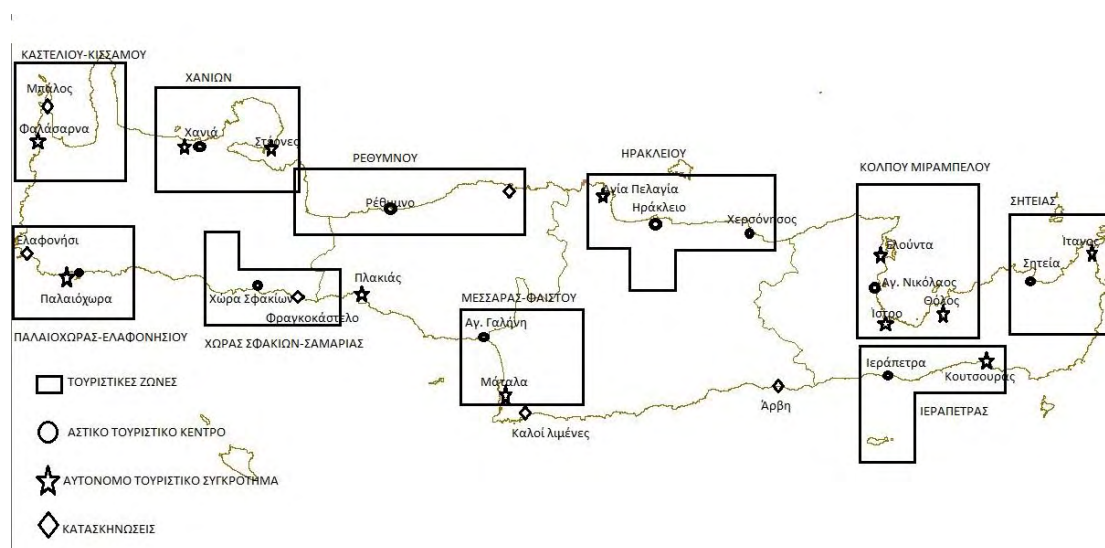 ΚΑΣΤΕΛΙΟΥ-ΚΙΣΣΑΜΟΥ
Μπάλος
Φαλάσαρνα
ΧΑΝΙΩΝ
Χανιά
Στέρνες
ΡΕΘΥΜΝΟΥ
Ρέθυμνο
ΗΡΑΚΛΕΙΟΥ
Αγία Πελαγία
Ηράκλειο
Χερσόνησος
ΚΟΛΠΟΥ ΜΙΡΑΜΠΕΛΟΥ
Ελούντα
Αγ. Νικόλαος
Ίστρο
Θόλος
ΣΗΤΕΙΑΣ
Ίτανος
Σητεία
Ελαφονήσι
Παλαιόχωρα
ΠΑΛΑΙΟΧΩΡΑΣ-ΕΛΑΦΟΝΗΣΙΟΥ
Χώρα Σφακίων
Φραγκοκάστελο
ΧΩΡΑΣ ΣΦΑΚΙΩΝ-ΣΑΜΑΡΙΑΣ
Πλακιάς
ΜΕΣΣΑΡΑΣ-ΦΑΙΣΤΟΥ
Αγ. Γαλήνη
Μάταλα
Καλοί λιμένες
Άρβη
Ιεράπετρα
Κουτσουράς
ΙΕΡΑΠΕΤΡΑΣ
ΤΟΥΡΙΣΤΙΚΕΣ ΖΩΝΕΣ
ΑΣΤΙΚΟ ΤΟΥΡΙΣΤΙΚΟ ΚΕΝΤΡΟ
ΑΥΤΟΝΟΜΟ ΤΟΥΡΙΣΤΙΚΟ ΣΥΓΚΡΟΤΗΜΑ
ΚΑΤΑΣΚΗΝΩΣΕΙΣ